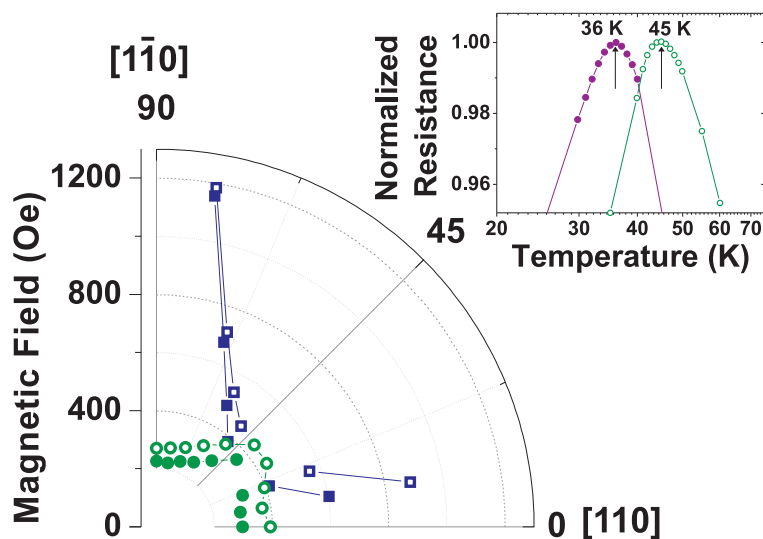 [11̄0]
90
1200
800
400
0
Magnetic Field (Oe)
45
0 [110]
Normalized
Resistance
1.00
0.98
0.96
36 K 45 K
20 30 40 50 60 70
Temperature (K)